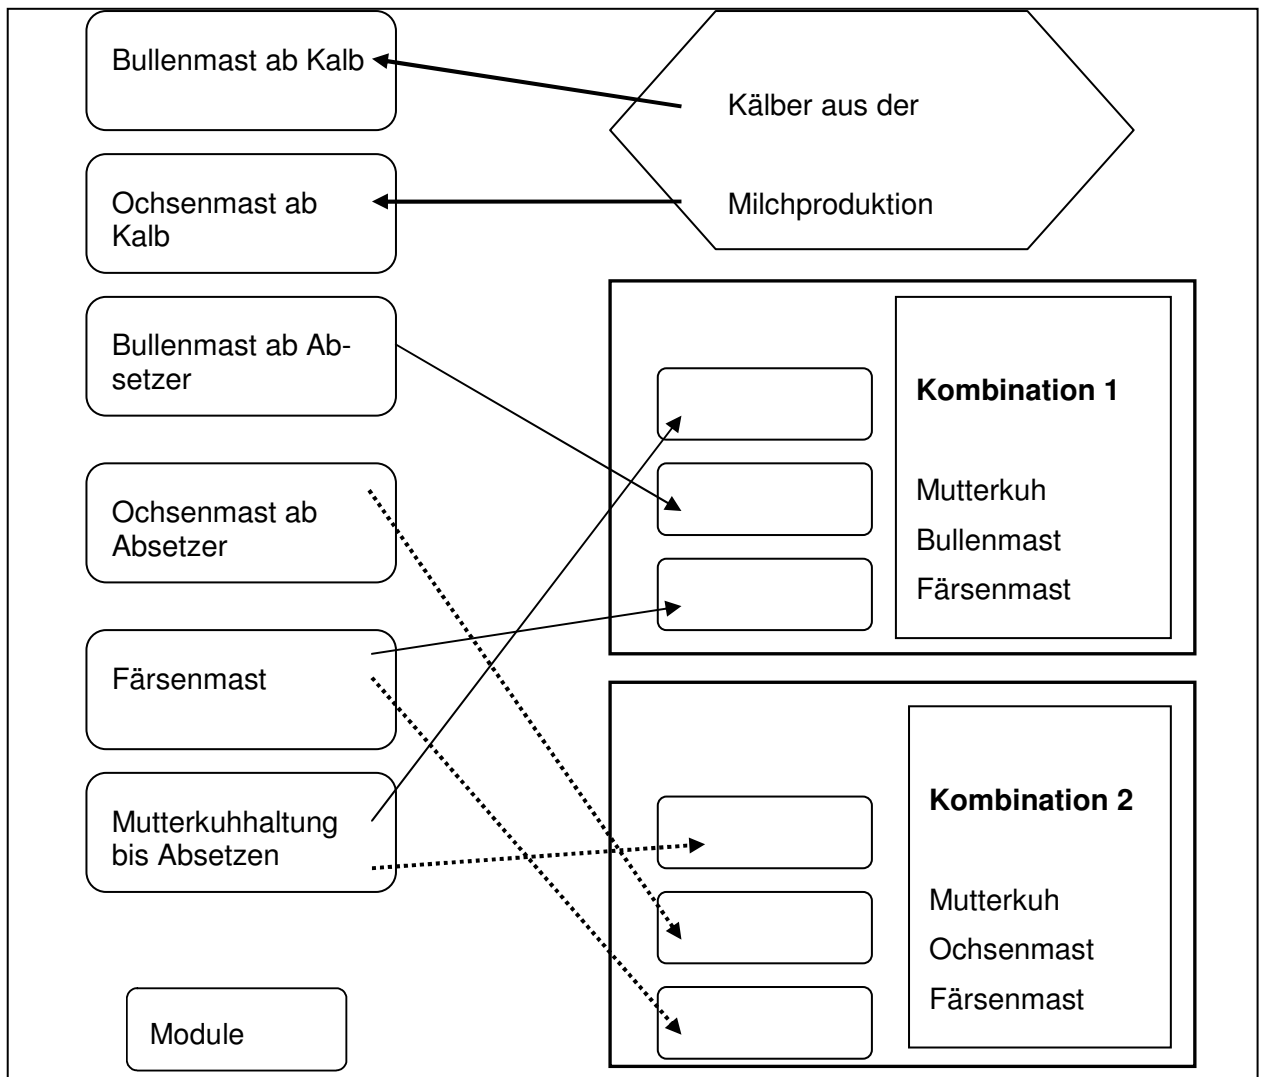 Bullenmast ab Kalb
Ochsenmast ab
Kalb
Bullenmast ab Ab-
setzer
Ochsenmast ab
Absetzer
Färsenmast
Mutterkuhhaltung
bis Absetzen
Module
Kälber aus der
Milchproduktion
Kombination 1
Mutterkuh
Bullenmast
Färsenmast
Kombination 2
Mutterkuh
Ochsenmast
Färsenmast